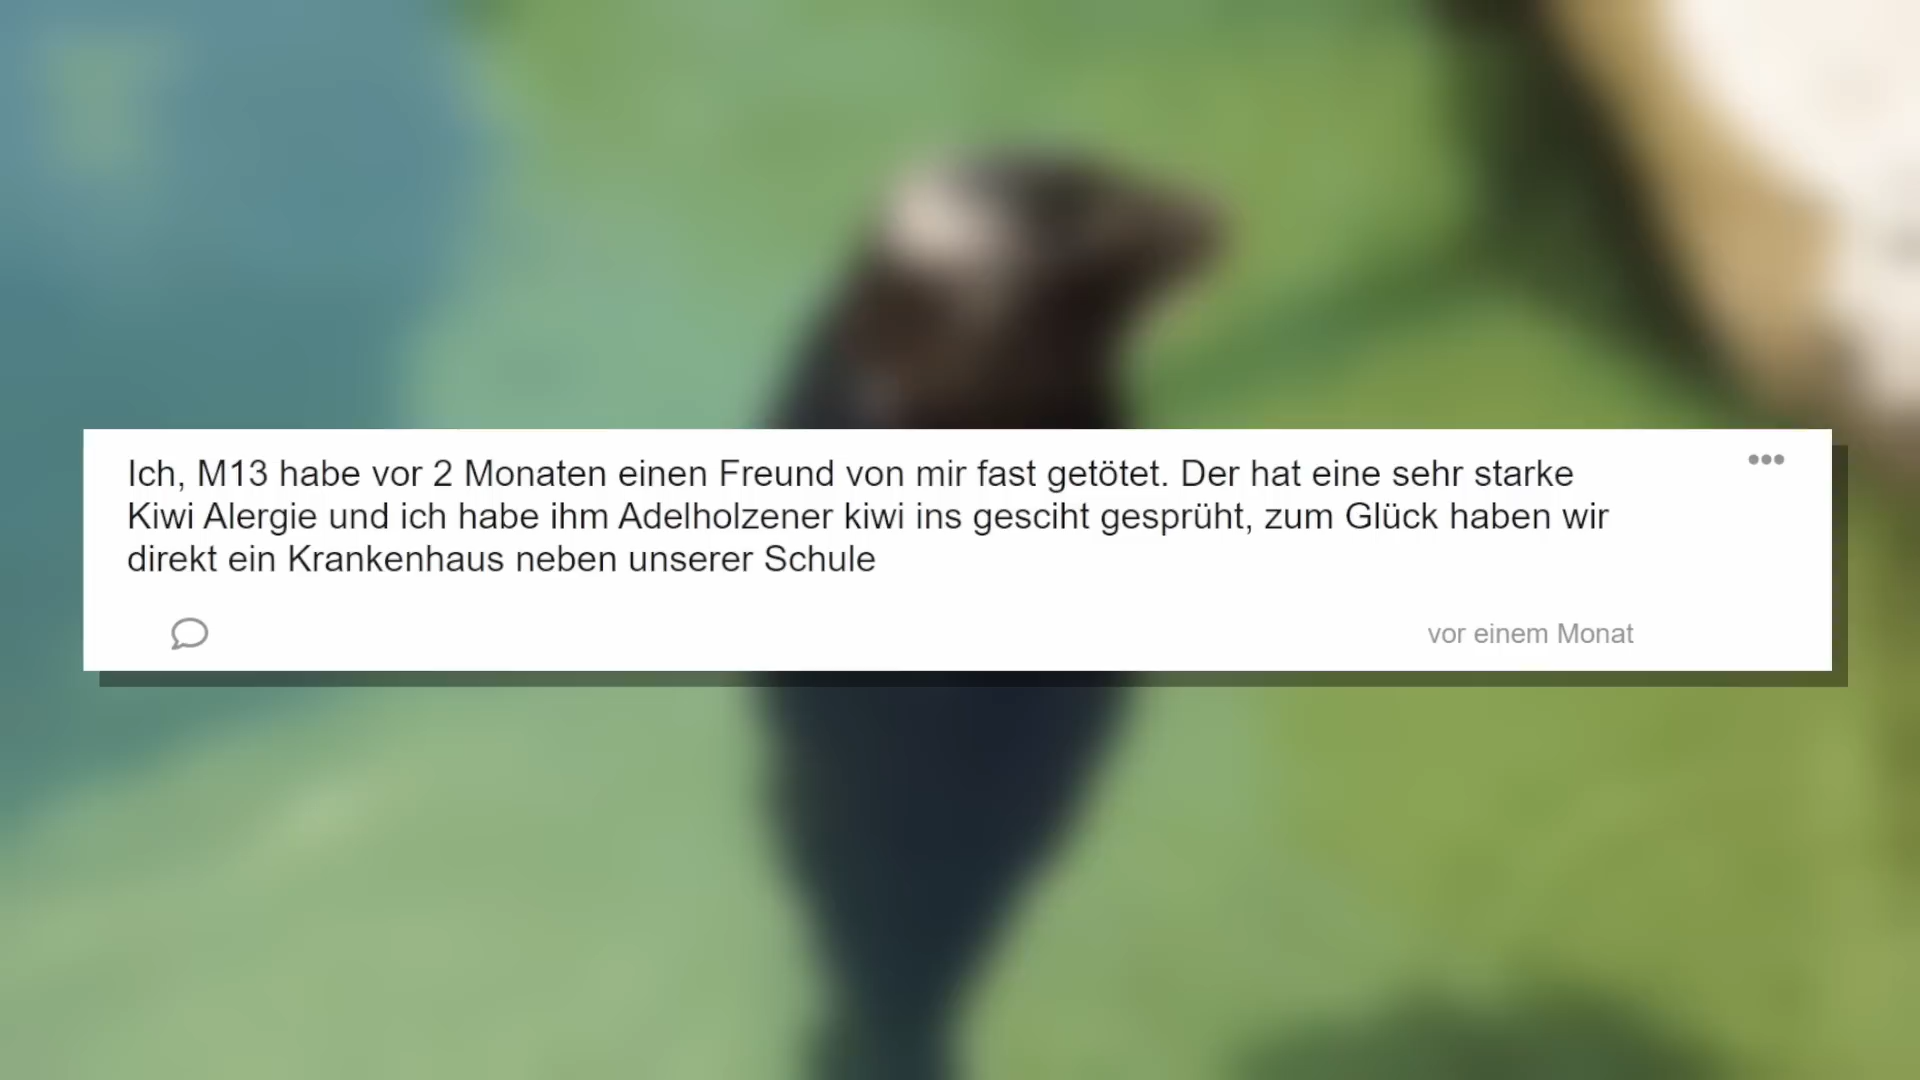 Ich, M13 habe vor 2 Monaten einen Freund von mir fast getötet. Der hat eine sehr starke
Kiwi Alergie und ich habe ihm Adelholzener kiwi ins gesciht gesprüht, zum Glück haben wir
direkt ein Krankenhaus neben unserer Schule
vor einem Monat